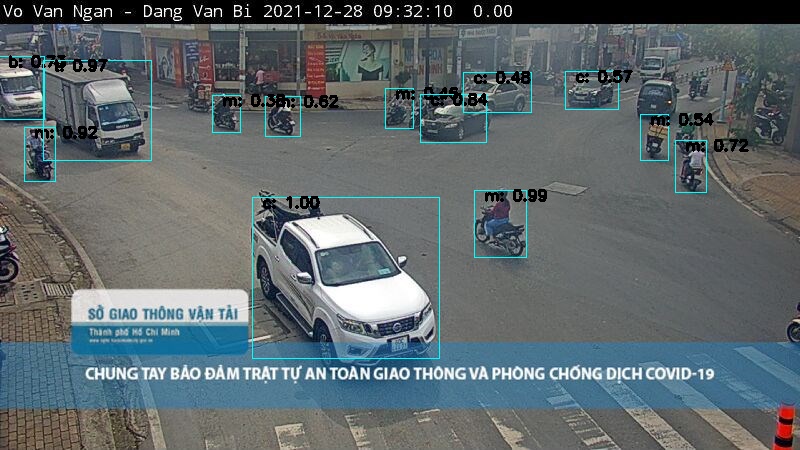 Vo Van Ngan - Dang Van Bi 2021-12-28 09:32:10 0.00
c: 0.48
c: 0.57
0.97
0.62
0.84
m: 0.92
0.54
m: 0.72
c: 1.00
m: 0.99
SỞ GIAO THÔNG VẬN TẢI
Thành phố Hồ Chí Minh
CHUNG TAY BẢO ĐẢM TRẬT TỰ AN TOÀN GIAO THÔNG VÀ PHÒNG CHỐNG DỊCH COVID-19